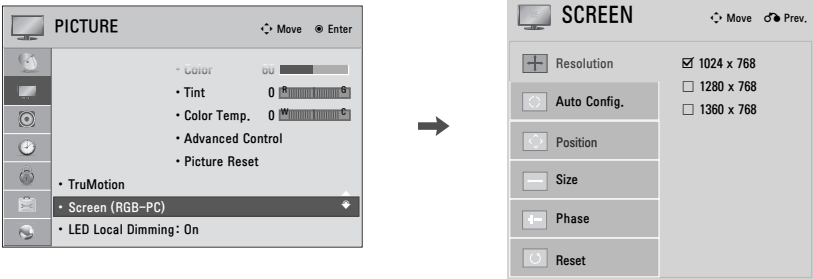 PICTURE
Move Enter
• Color 60
• Tint 0 R G
• Color Temp. 0 W C
• Advanced Control
• Picture Reset
• TruMotion
• Screen (RGB-PC)
• LED Local Dimming: On
SCREEN
Move Prev.
Resolution
Auto Config.
Position
Size
Phase
Reset
1024 x 768
1280 x 768
1360 x 768